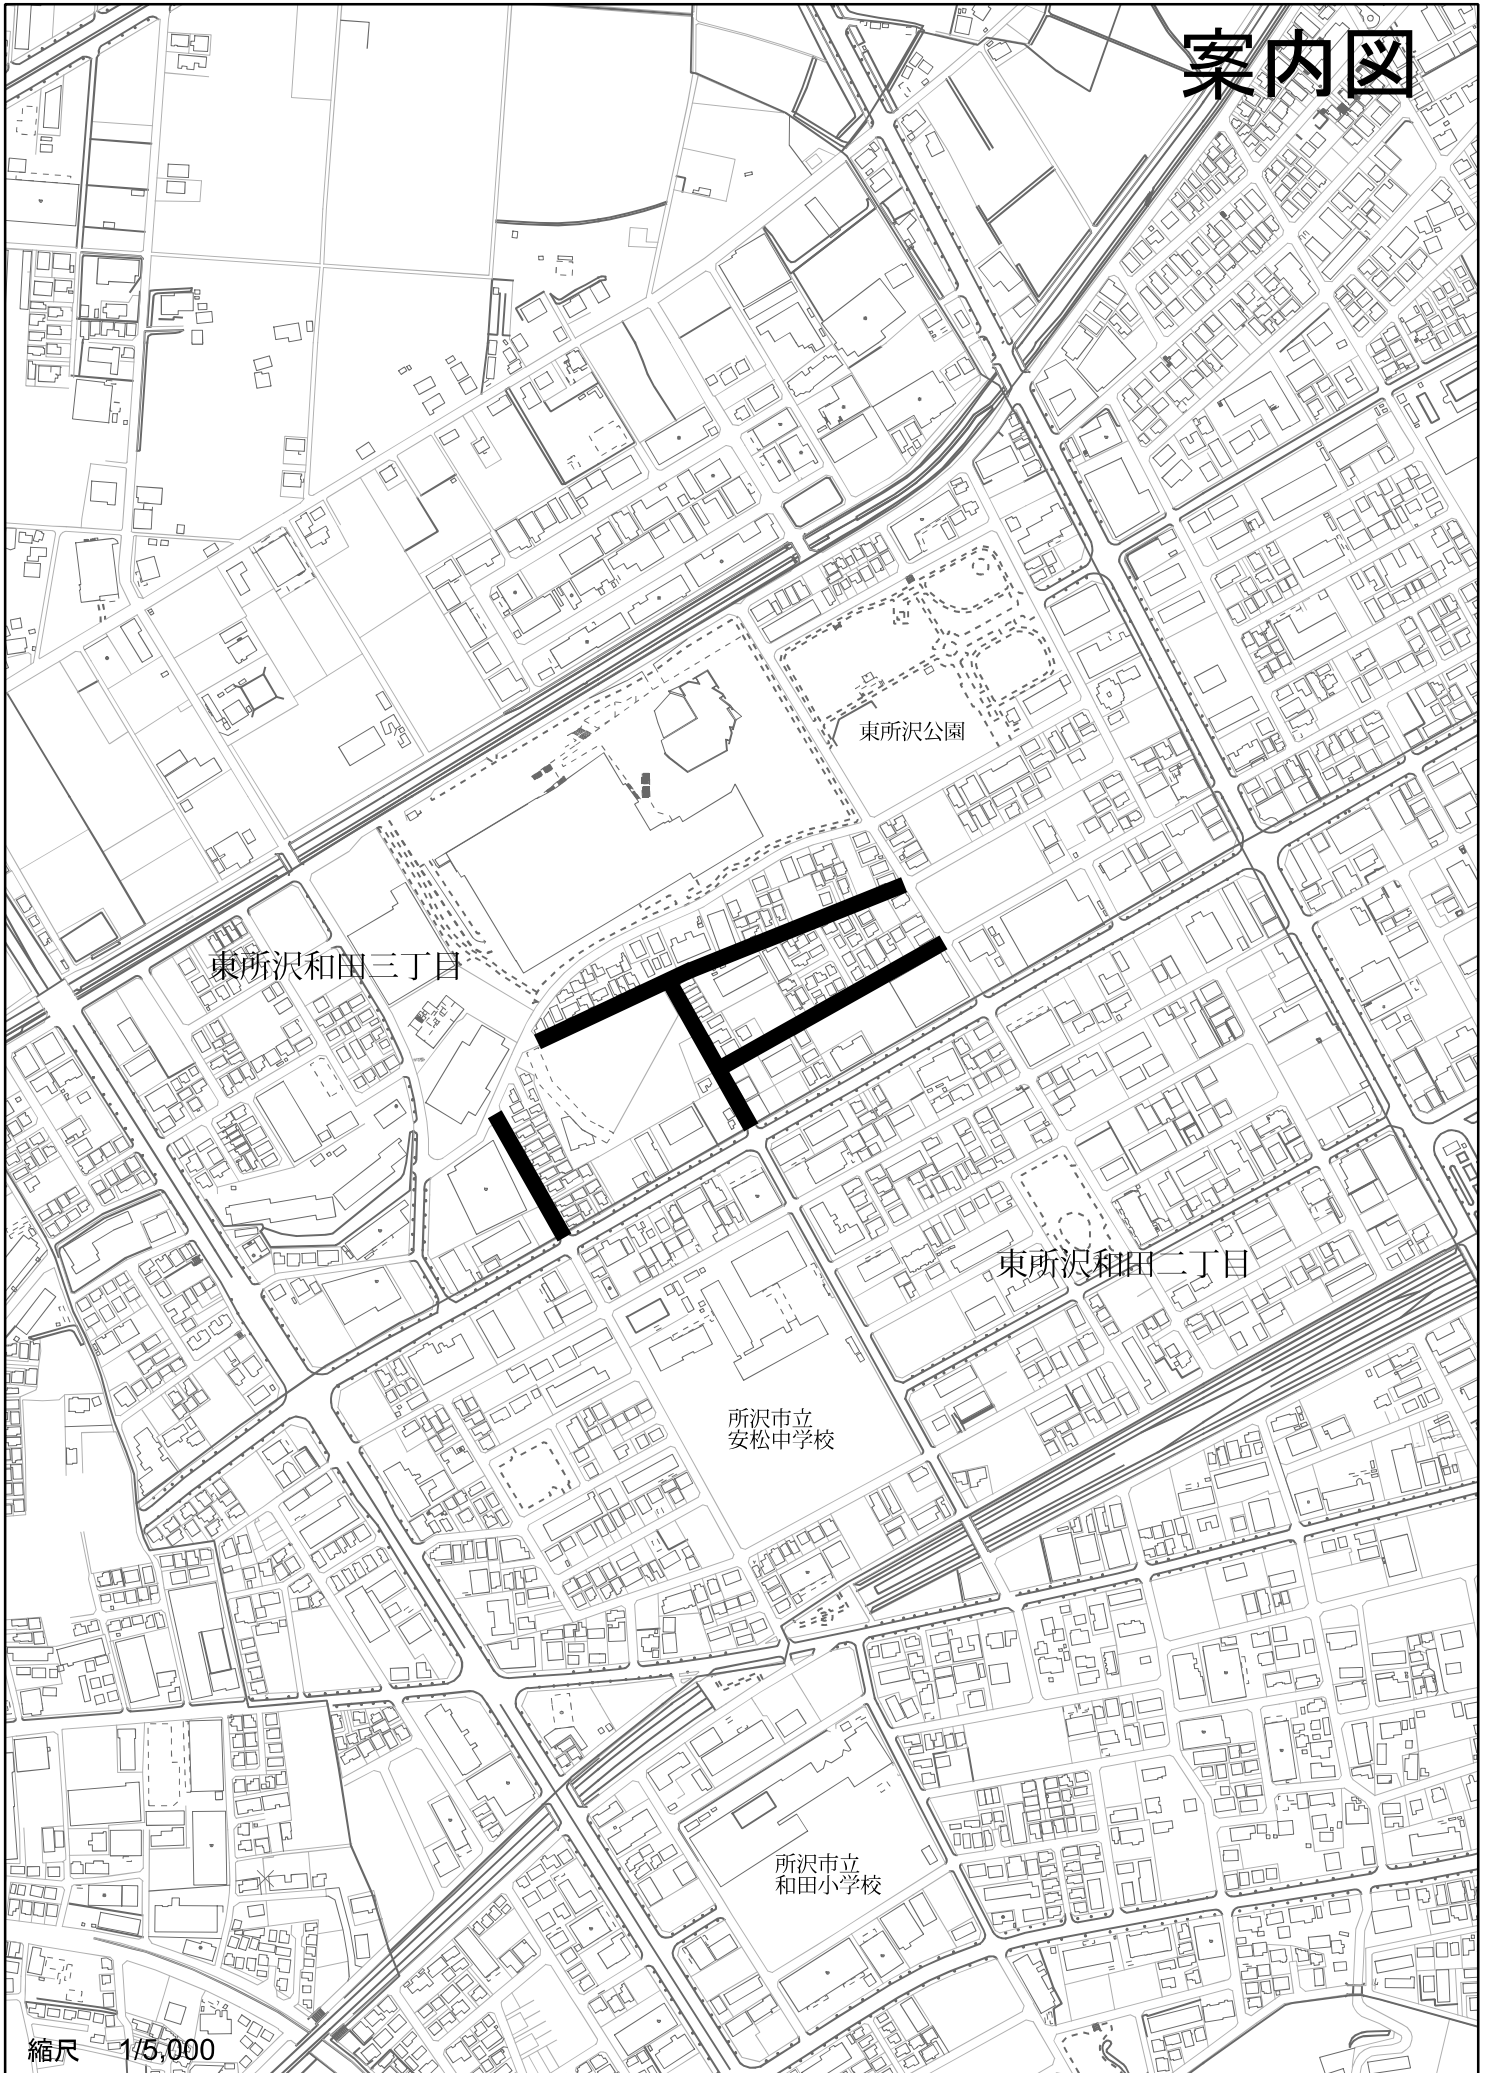 案内図
東所沢公園
東所沢和田三丁目
東所沢和田二丁目
所沢市立
安松中学校
所沢市立
和田小学校
縮尺 1/5,000